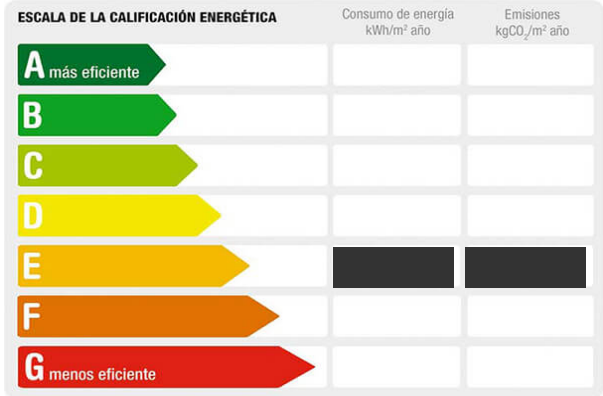 ESCALA DE LA CALIFICACIÓN ENERGÉTICA
Consumo de energía
kWh/m² año
Emisiones
kgCO₂/m² año
A más eficiente
B
C
D
E
F
G menos eficiente